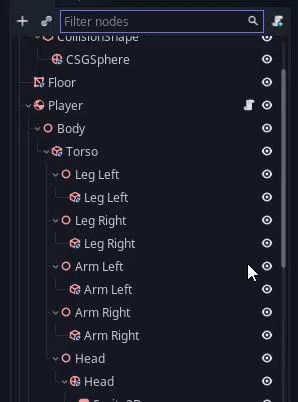 Filter nodes
CollisionShape
CSGSphere
Floor
Player
Body
Torso
Leg Left
Leg Left
Leg Right
Leg Right
Arm Left
Arm Left
Arm Right
Arm Right
Head
Head